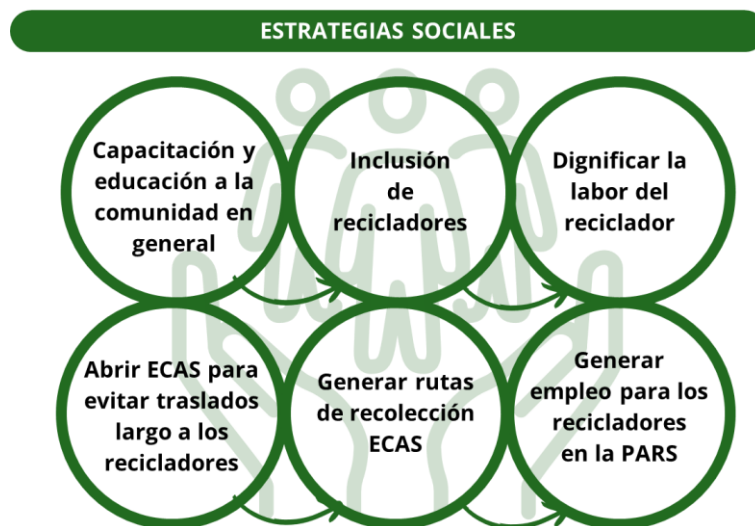 ESTRATEGIAS SOCIALES
Capacitación y
educación a la
comunidad en
general
Inclusión
de
recicladores
Dignificar la
labor del
reciclador
Abrir ECAS para
evitar traslados
largo a los
recicladores
Generar rutas
de recolección
ECAS
Generar
empleo para los
recicladores
en la PARS